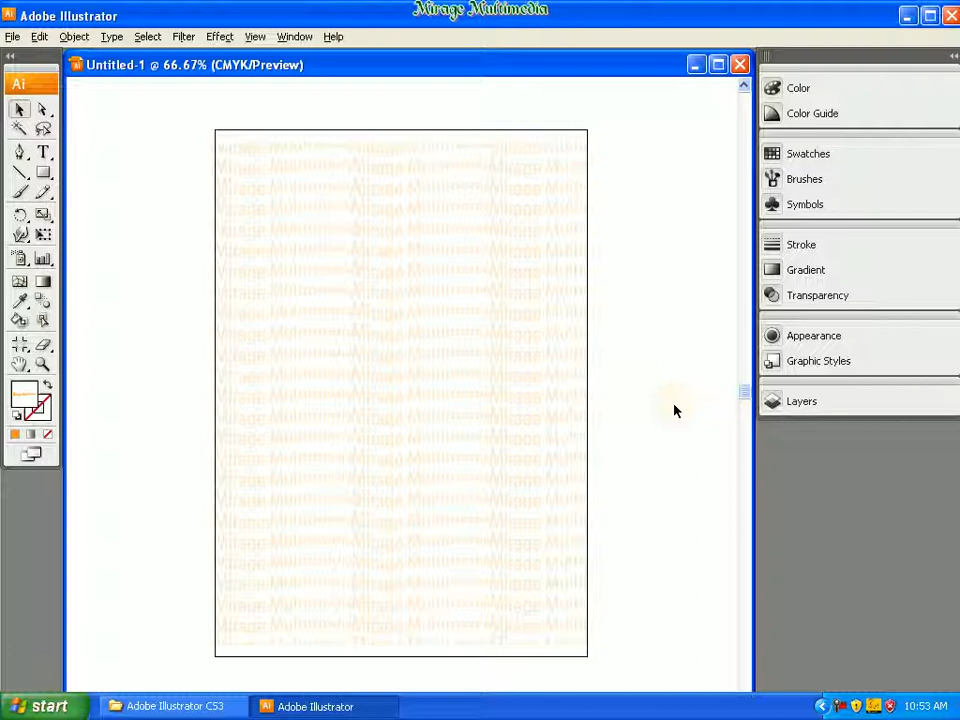 Mirage Multimedia
Adobe Illustrator
File Edit Object Type Select Filter Effect View Window Help
Untitled-1 @ 66.67% (CMYK/Preview)
Ai
T
Color
Color Guide
Swatches
Brushes
Symbols
Stroke
Gradient
Transparency
Appearance
Graphic Styles
Layers
start
Adobe Illustrator CS3
Adobe Illustrator
10:53 AM